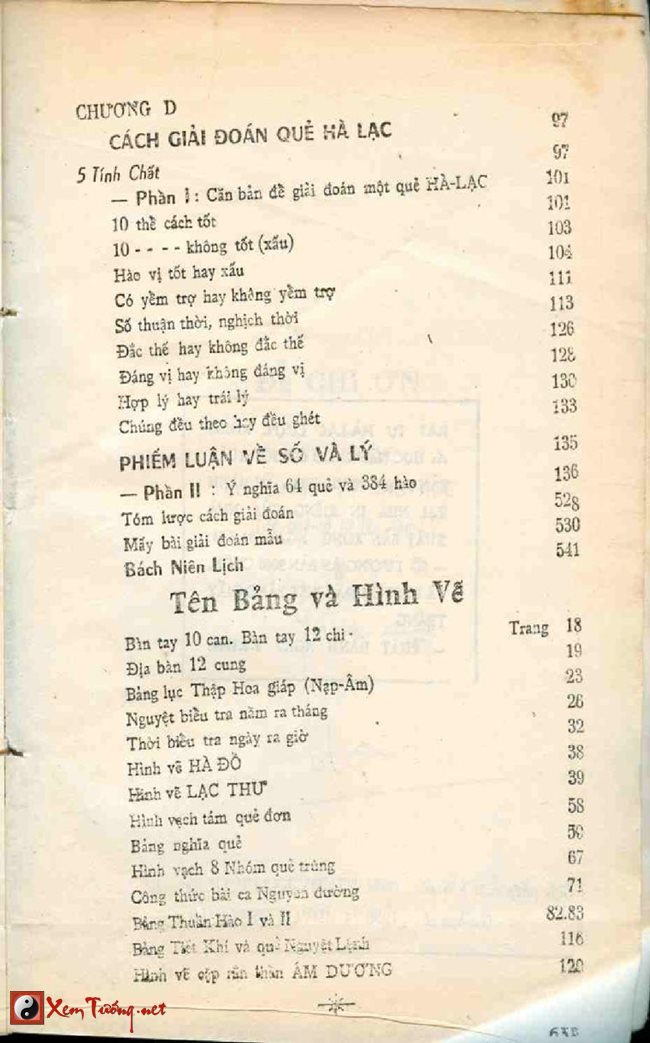 CHƯƠNG D
CÁCH GIẢI ĐOÁN QUẺ HÀ LẠC 97
5 Tính Chất 97
— Phần I : Căn bản để giải đoán một quẻ HÀ-LẠC 101
10 thể cách tốt 101
10 - - - - không tốt (xấu) 103
Hào vị tốt hay xấu 104
Có yểm trợ hay không yểm trợ 111
Số thuận thời, nghịch thời 113
Đắc thế hay không đắc thế 126
Đáng vị hay không đáng vị 128
Hợp lý hay trái lý 130
Chúng đều theo hay đều ghét 133
PHIẾM LUẬN VỀ SỐ VÀ LÝ 135
— Phần II : Ý nghĩa 64 quẻ và 384 hào 136
Tóm lược cách giải đoán 528
Mấy bài giải đoán mẫu 530
Bách Niên Lịch 541
Tên Bảng và Hình Vẽ
Bàn tay 10 can. Bàn tay 12 chi Trang 18
Địa bàn 12 cung 19
Bảng lục Thập Hoa giáp (Nạp-Âm) 23
Nguyệt biểu tra năm ra tháng 26
Thời biểu tra ngày ra giờ 32
Hình vẽ HÀ ĐỒ 38
Hình vẽ LẠC THƯ 39
Hình vạch tám quẻ đơn 58
Bảng nghĩa quẻ 59
Hình vạch 8 Nhóm quẻ trùng 67
Công thức bài ca Nguyên đường 71
Bảng Thuần Hào I và II 82.83
Bảng Tiết Khí và quẻ Nguyệt Lệnh 116
Hình vẽ cặp rắn thần ÂM DƯƠNG 120
XemTướng.net